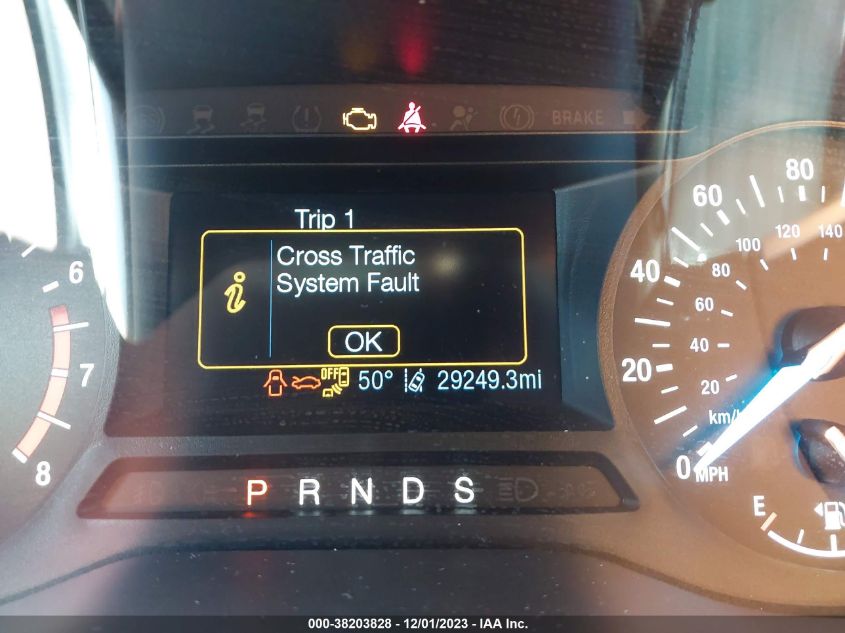 BRAKE
Trip 1
Cross Traffic
System Fault
i
OK
OFF 50° 29249.3mi
P R N D S
6
7
8
0 20 40 60 80
20 40 60 80 100 120 140
km/h
MPH
E
000-38203828 - 12/01/2023 - IAA Inc.